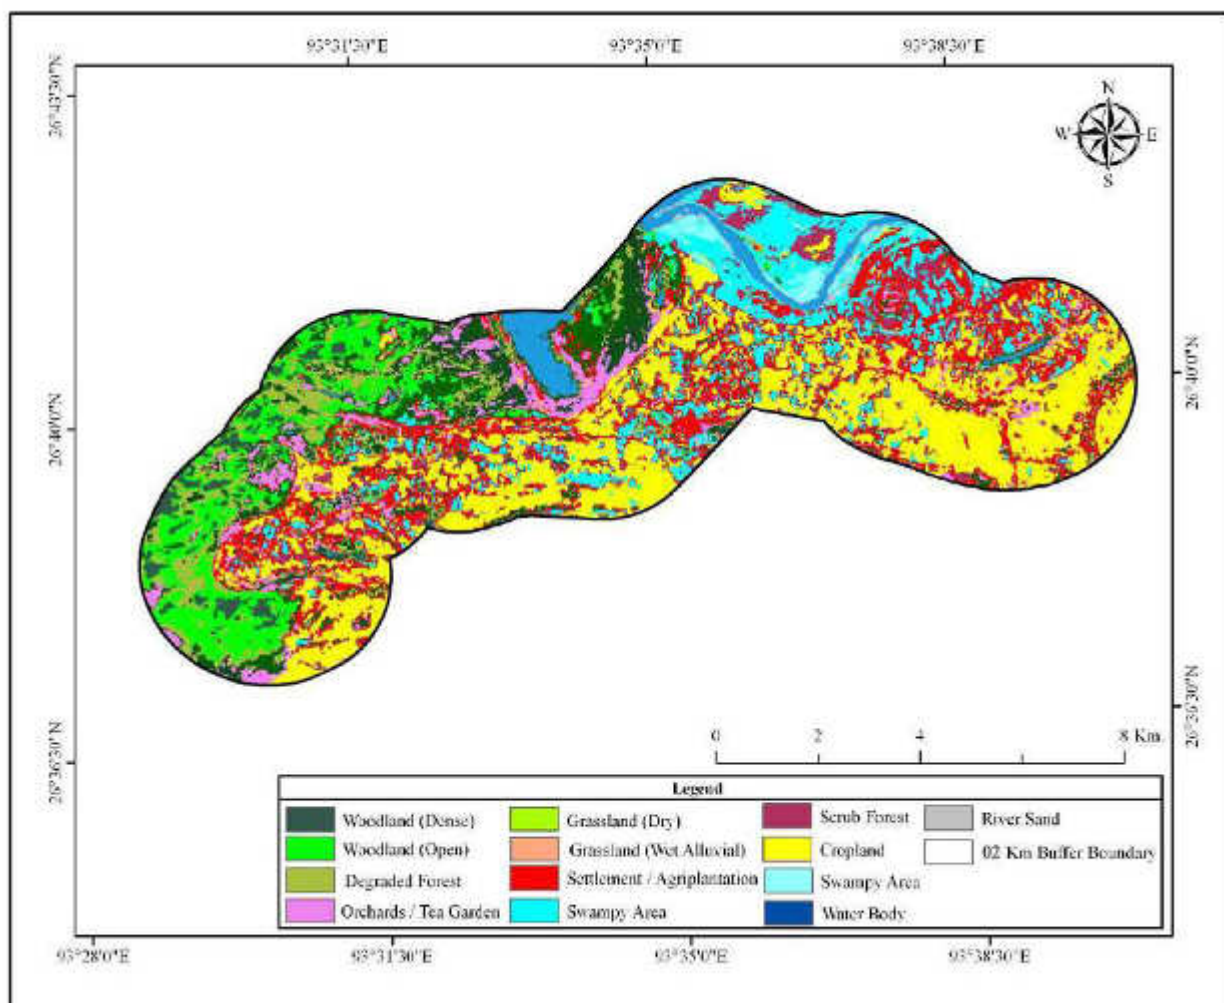 93°31'30"E 93°35'0"E 93°38'30"E
26°43'30"N
N
W E
S
26°40'0"N 26°40'0"N
26°36'30"N 26°36'30"N
0 2 4 8 Km
Legend
Woodland (Dense) Grassland (Dry) Scrub Forest River Sand
Woodland (Open) Grassland (Wet Alluvial) Cropland 02 Km Buffer Boundary
Degraded Forest Settlement / Agriplantation Swampy Area
Orchards / Tea Garden Swampy Area Water Body
93°28'0"E 93°31'30"E 93°35'0"E 93°38'30"E